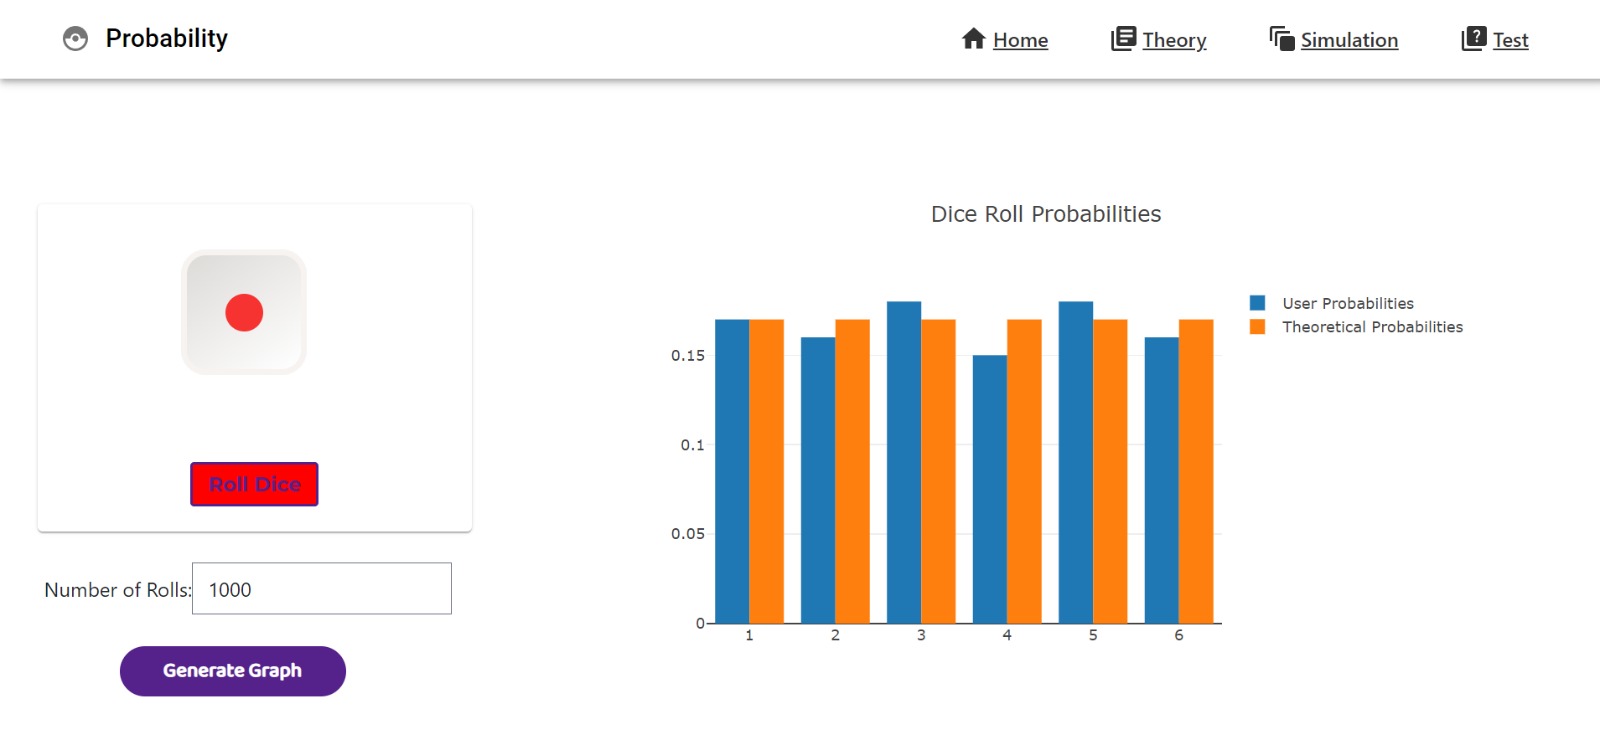 Probability
Home
Theory
Simulation
Test
Roll Dice
Number of Rolls: 1000
Generate Graph
Dice Roll Probabilities
User Probabilities
Theoretical Probabilities
0.15
0.1
0.05
0
1 2 3 4 5 6